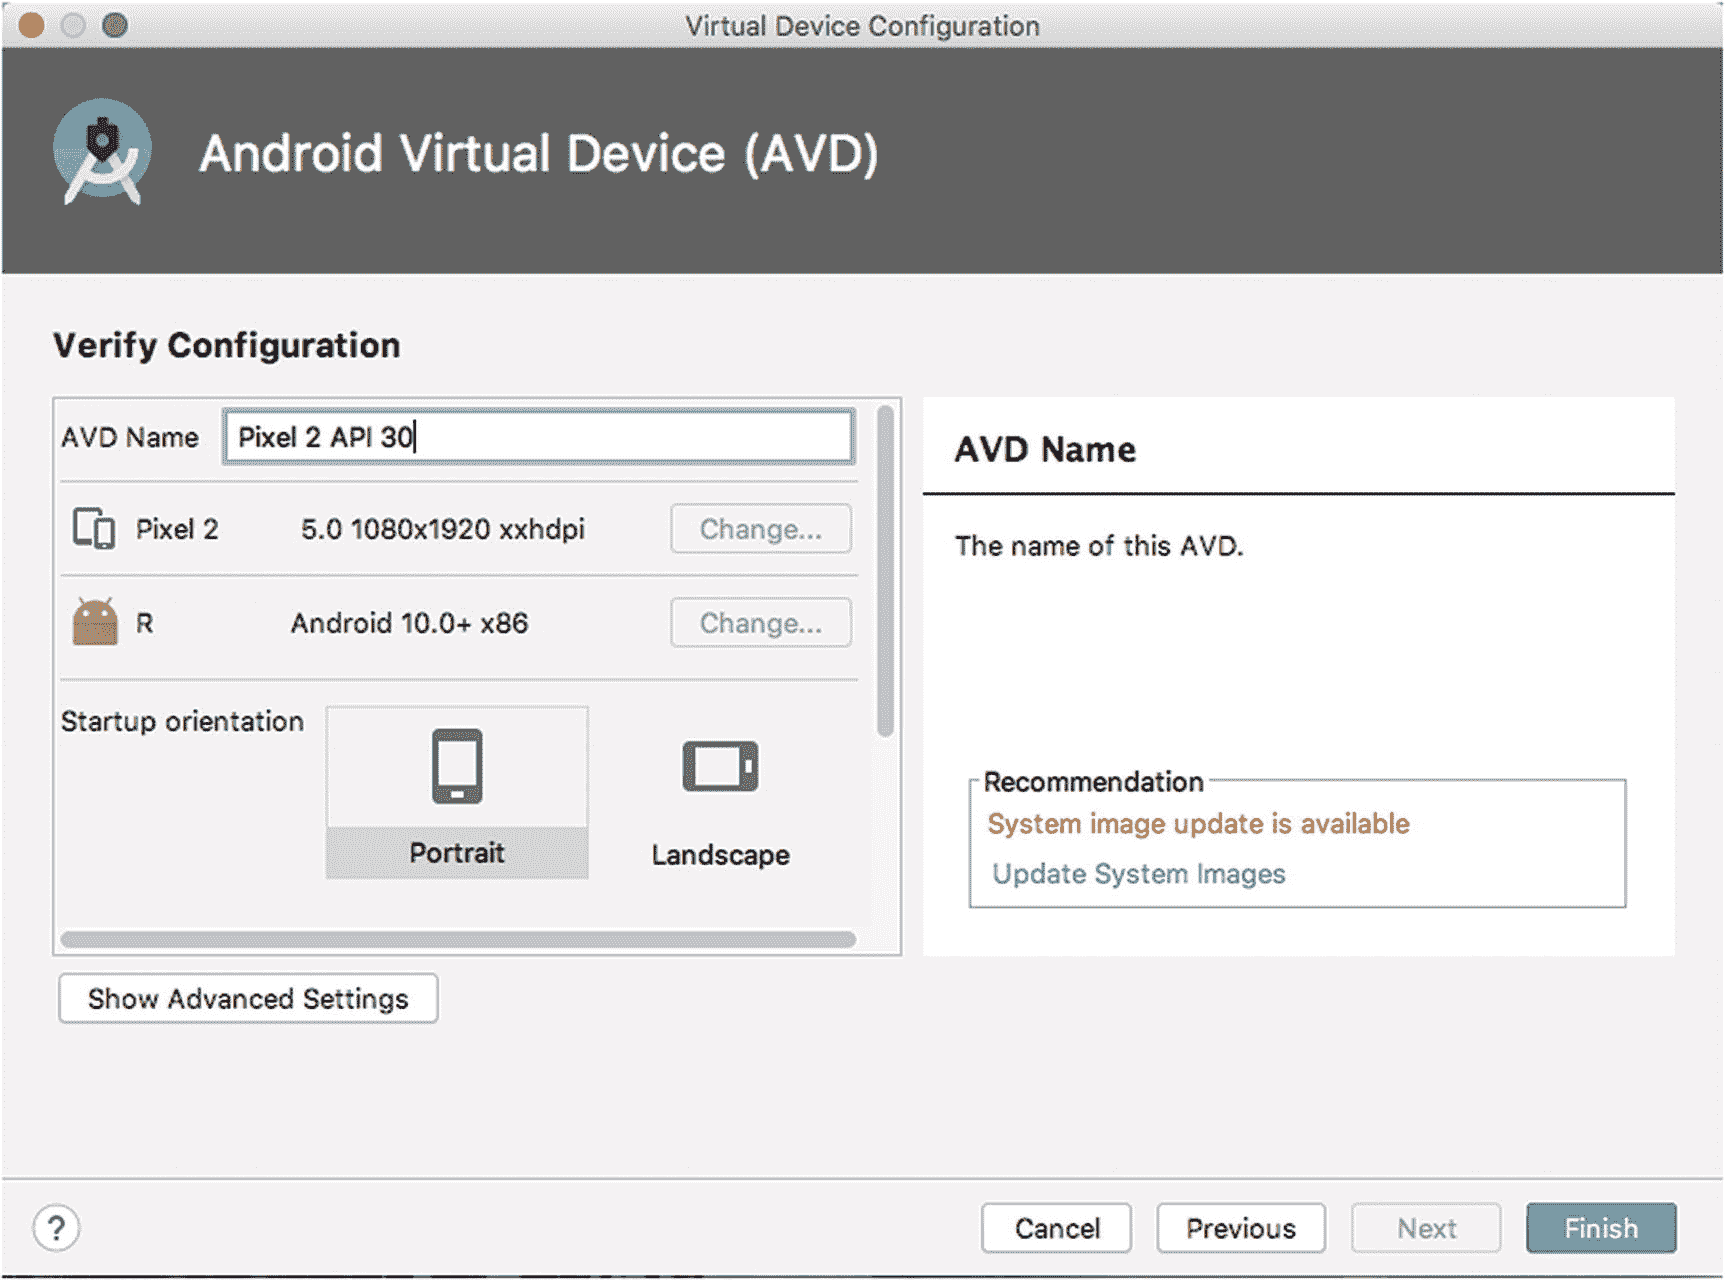 Virtual Device Configuration
Android Virtual Device (AVD)
Verify Configuration
AVD Name Pixel 2 API 30
Pixel 2 5.0 1080x1920 xxhdpi Change...
R Android 10.0+ x86 Change...
Startup orientation
Portrait
Landscape
Show Advanced Settings
AVD Name
The name of this AVD.
Recommendation
System image update is available
Update System Images
? Cancel Previous Next Finish